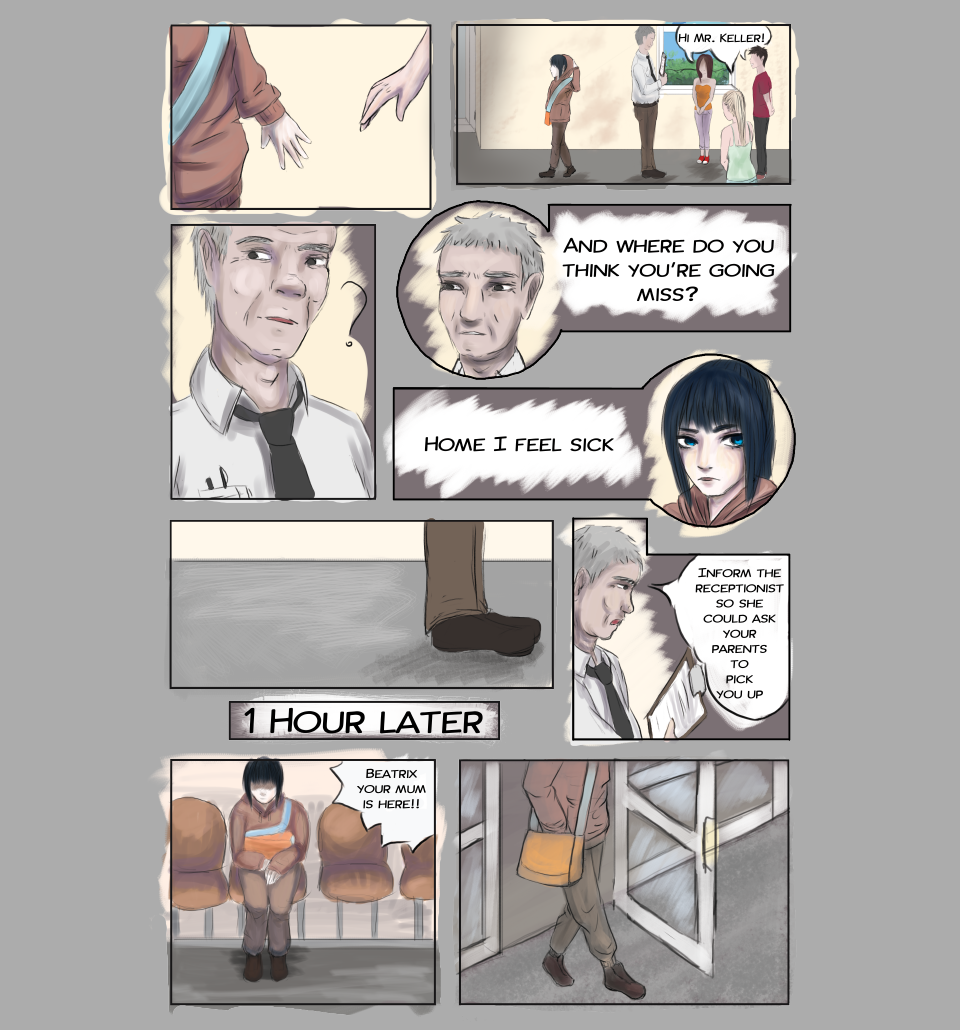 Hi Mr. Keller!
And where do you
think you're going
miss?
?
Home I feel sick
Inform the
receptionist
so she
could ask
your
parents
to
pick
you up
1 Hour later
Beatrix
your mum
is here!!